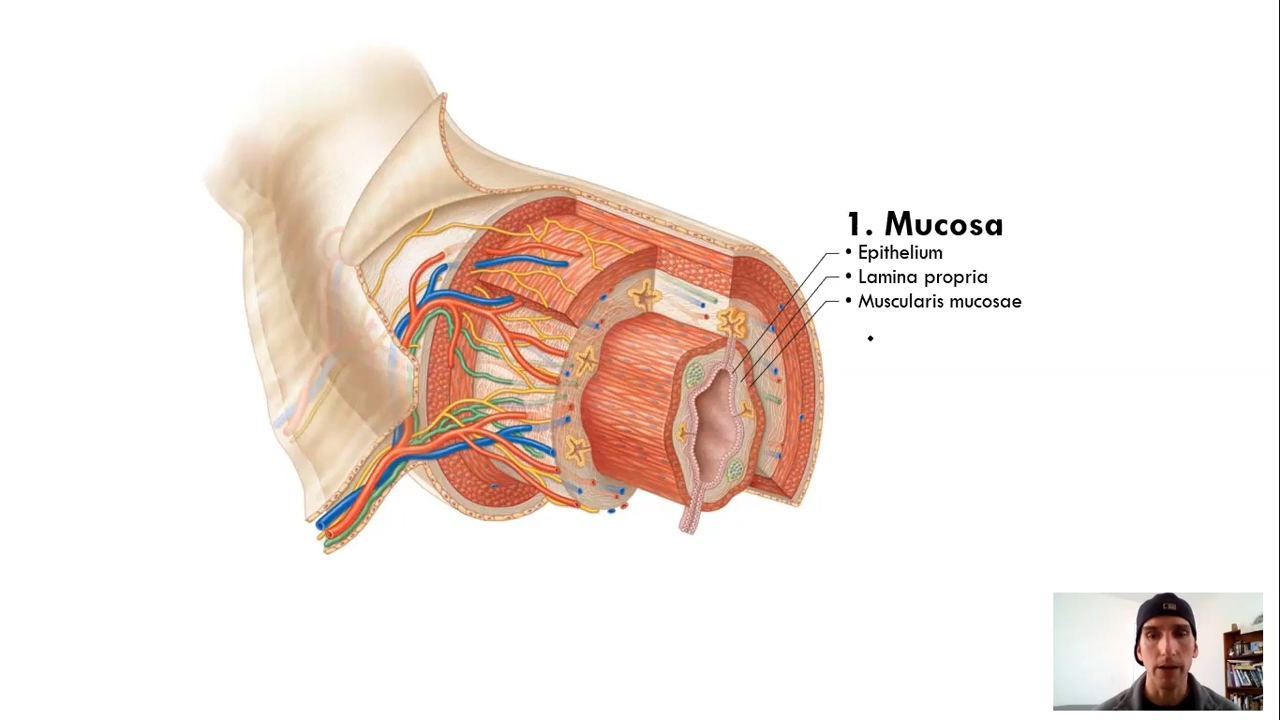 1. Mucosa
• Epithelium
• Lamina propria
• Muscularis mucosae